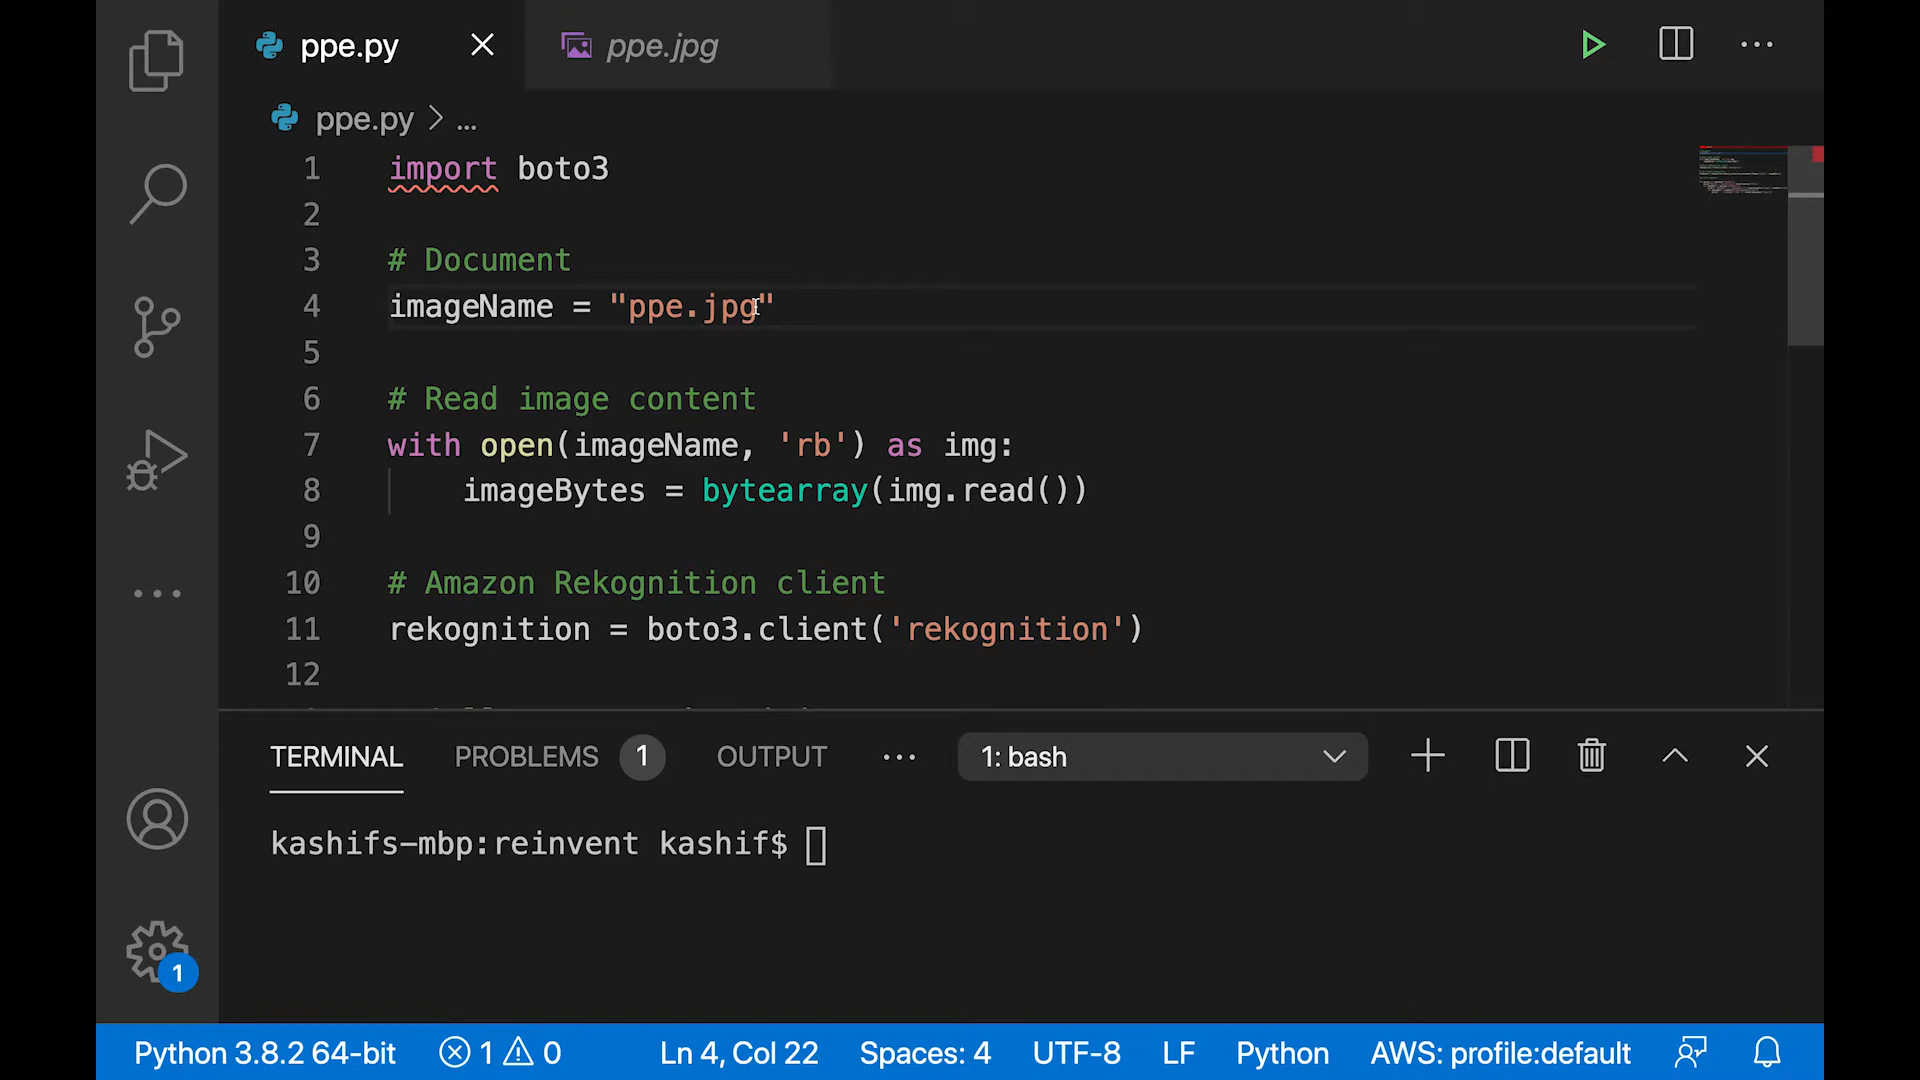 ppe.py
ppe.jpg
ppe.py > ...
1 import boto3
2
3 # Document
4 imageName = "ppe.jpg"
5
6 # Read image content
7 with open(imageName, 'rb') as img:
8 imageBytes = bytearray(img.read())
9
10 # Amazon Rekognition client
11 rekognition = boto3.client('rekognition')
12
TERMINAL PROBLEMS 1 OUTPUT ... 1: bash
kashifs-mbp:reinvent kashif$
1
Python 3.8.2 64-bit 1 0 Ln 4, Col 22 Spaces: 4 UTF-8 LF Python AWS: profile:default